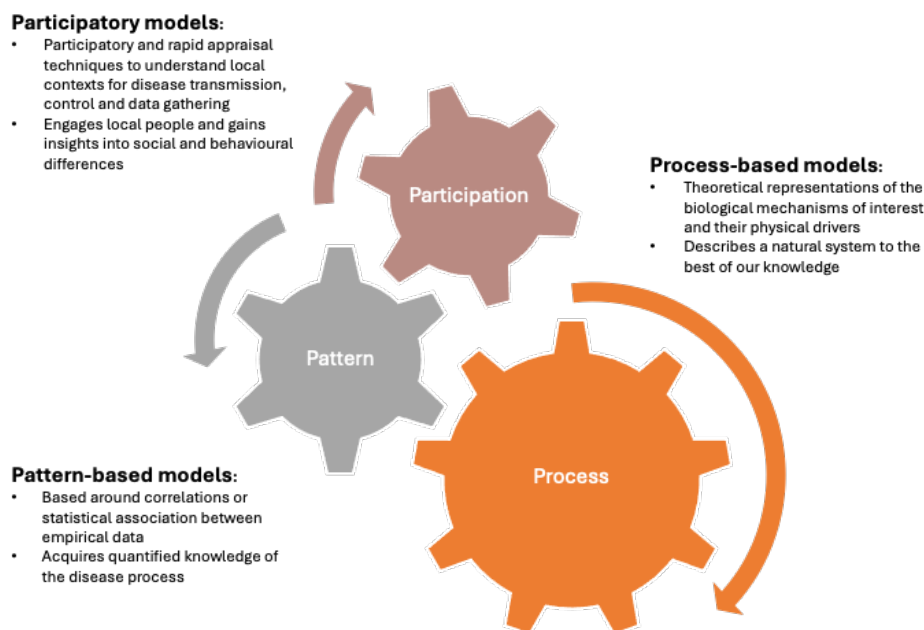 Participatory models:
• Participatory and rapid appraisal
techniques to understand local
contexts for disease transmission,
control and data gathering
• Engages local people and gains
insights into social and behavioural
differences
Participation
Process-based models:
• Theoretical representations of the
biological mechanisms of interest
and their physical drivers
• Describes a natural system to the
best of our knowledge
Pattern
Pattern-based models:
• Based around correlations or
statistical association between
empirical data
• Acquires quantified knowledge of
the disease process
Process